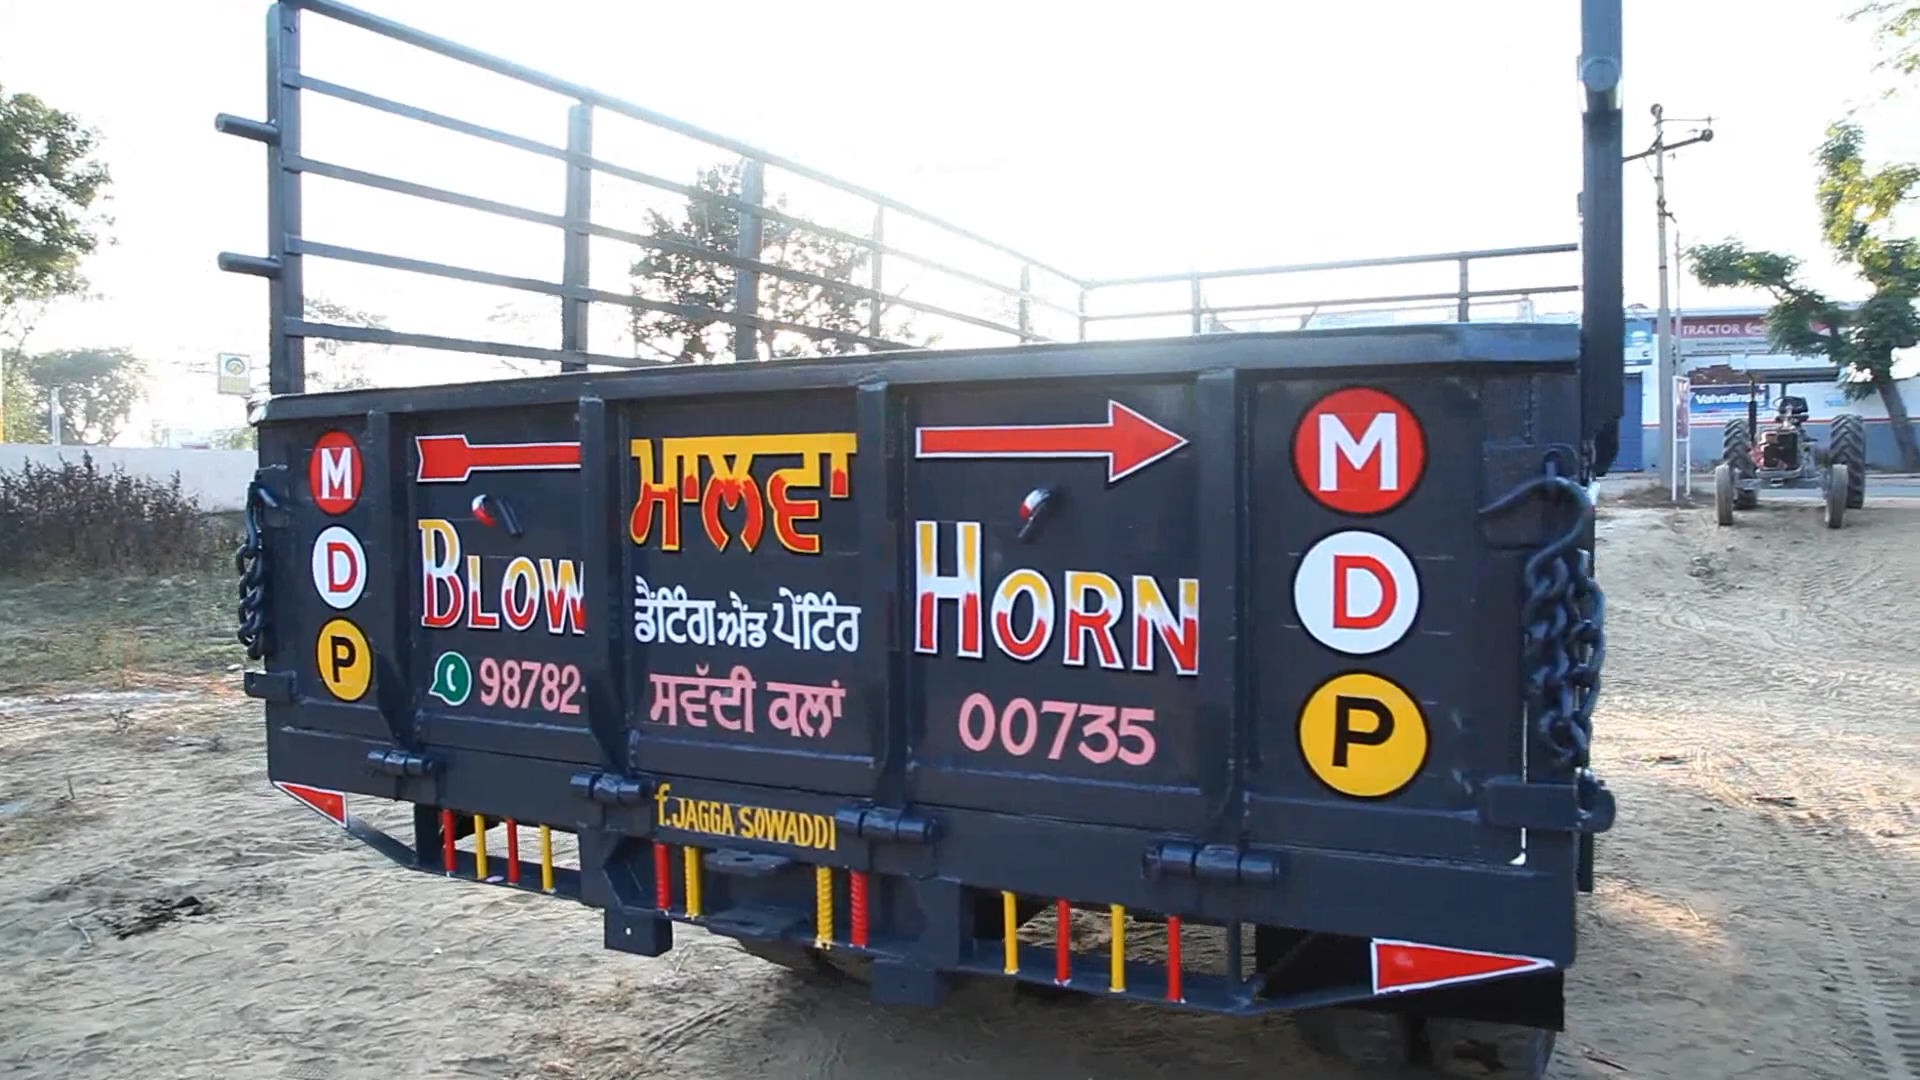 M
D
P
BLOW
98782-
ਮਾਲਵਾ
ਡੈਂਟਿੰਗ ਐਂਡ ਪੇਂਟਿੰਰ
ਸਵੱਦੀ ਕਲਾਂ
HORN
00735
M
D
P
f.JAGGA SOWADDI
TRACTOR
Valvoline